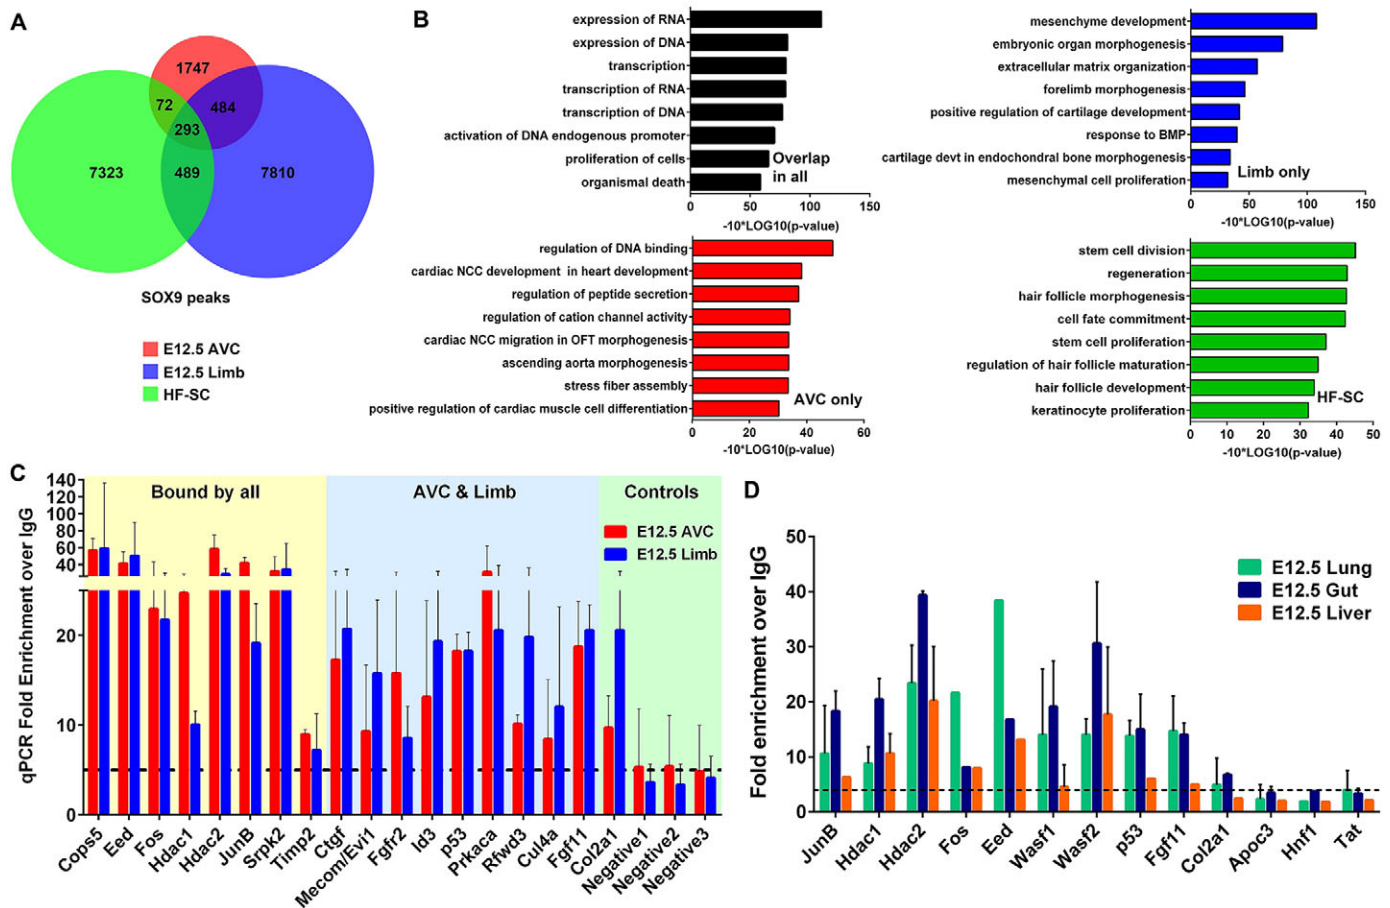 A
1747
72
484
293
7323
489
7810
SOX9 peaks
E12.5 AVC
E12.5 Limb
HF-SC
B
expression of RNA
expression of DNA
transcription
transcription of RNA
transcription of DNA
activation of DNA endogenous promoter
proliferation of cells
organismal death
Overlap
in all
0 50 100 150
-10*LOG10(p-value)
mesenchyme development
embryonic organ morphogenesis
extracellular matrix organization
forelimb morphogenesis
positive regulation of cartilage development
response to BMP
cartilage devt in endochondral bone morphogenesis
mesenchymal cell proliferation
Limb only
0 50 100 150
-10*LOG10(p-value)
regulation of DNA binding
cardiac NCC development in heart development
regulation of peptide secretion
regulation of cation channel activity
cardiac NCC migration in OFT morphogenesis
ascending aorta morphogenesis
stress fiber assembly
positive regulation of cardiac muscle cell differentiation
AVC only
0 20 40 60
-10*LOG10(p-value)
stem cell division
regeneration
hair follicle morphogenesis
cell fate commitment
stem cell proliferation
regulation of hair follicle maturation
hair follicle development
keratinocyte proliferation
HF-SC
0 10 20 30 40 50
-10*LOG10(p-value)
C
qPCR Fold Enrichment over IgG
140
120
100
80
60
40
20
10
0
Bound by all
AVC & Limb
Controls
E12.5 AVC
E12.5 Limb
Cops5
Eed
Fos
Hdac1
Hdac2
JunB
Srpk2
Timp2
Ctgf
Mecom/Evi1
Fgfr2
Id3
p53
Prkaca
Rfwd3
Cul4a
Fgf11
Col2a1
Negative1
Negative2
Negative3
D
Fold enrichment over IgG
50
40
30
20
10
0
E12.5 Lung
E12.5 Gut
E12.5 Liver
JunB
Hdac1
Hdac2
Fos
Eed
Wasf1
Wasf2
p53
Fgf11
Col2a1
Apoc3
Hnf1
Tat